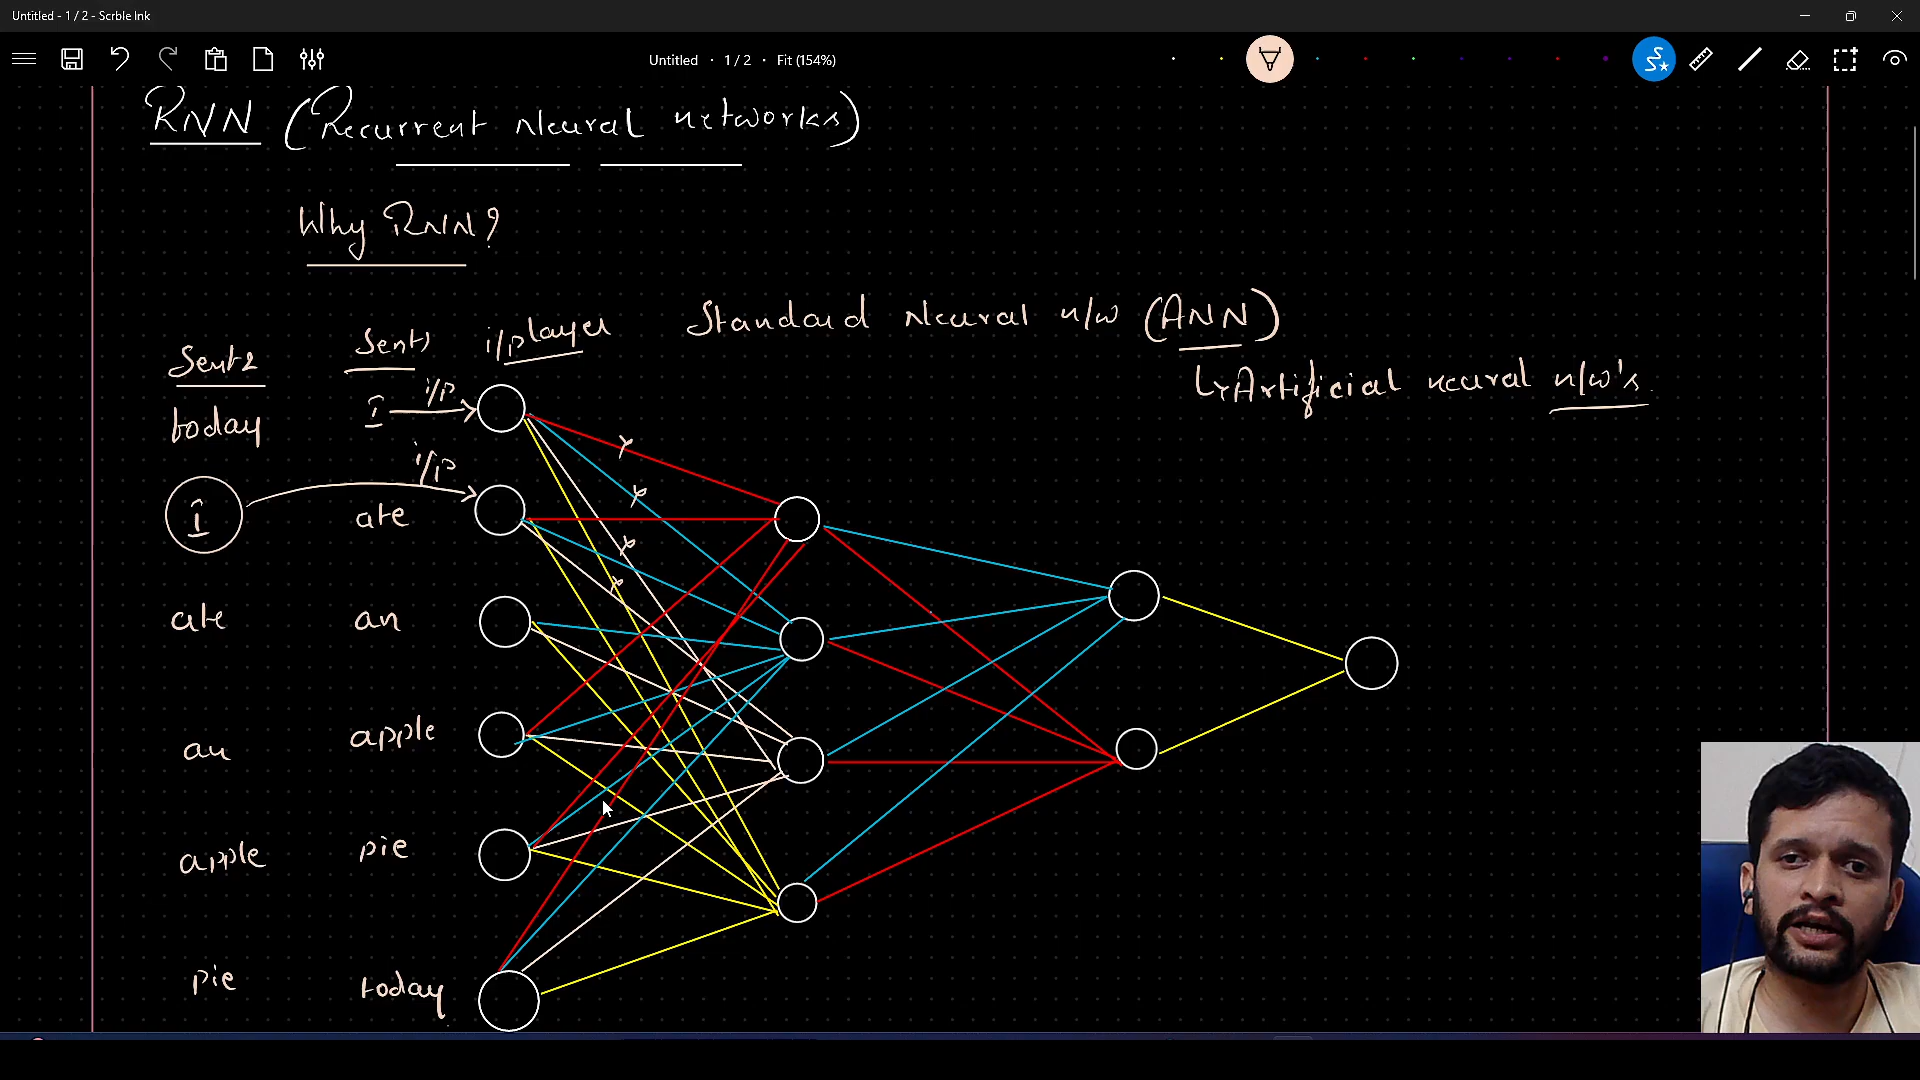 Untitled - 1 / 2 - Scrble Ink
Untitled · 1 / 2 · Fit (154%)
RNN (Recurrent Neural networks)
Why RNN?
Standard Neural n/w (ANN)
↳ Artificial neural n/w's
Sent2 Sent1 i/p layer
today I i/P
I ate i/P
ate an
an apple
apple pie
pie today